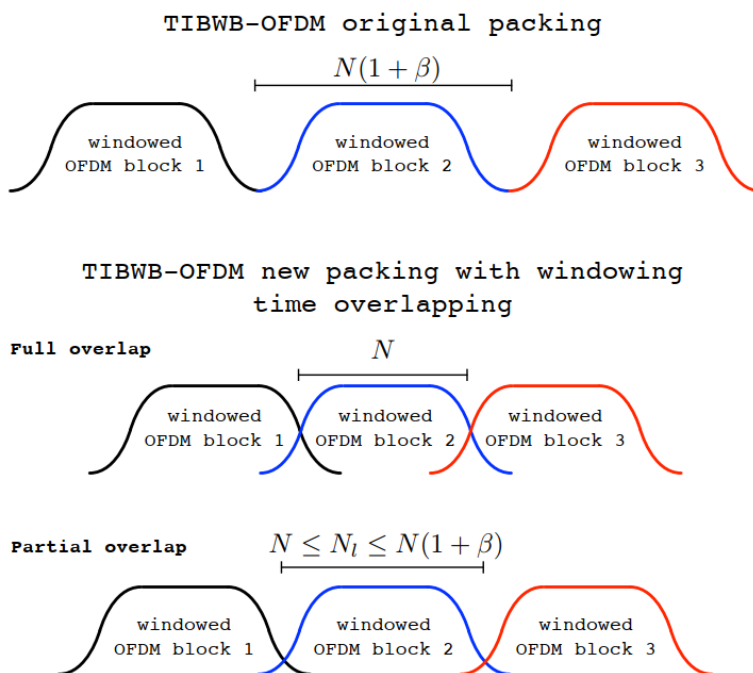 TIBWB-OFDM original packing
N(1 + β)
windowed windowed windowed
OFDM block 1 OFDM block 2 OFDM block 3
TIBWB-OFDM new packing with windowing
time overlapping
Full overlap
N
windowed windowed windowed
OFDM block 1 OFDM block 2 OFDM block 3
Partial overlap
N ≤ N_l ≤ N(1 + β)
windowed windowed windowed
OFDM block 1 OFDM block 2 OFDM block 3